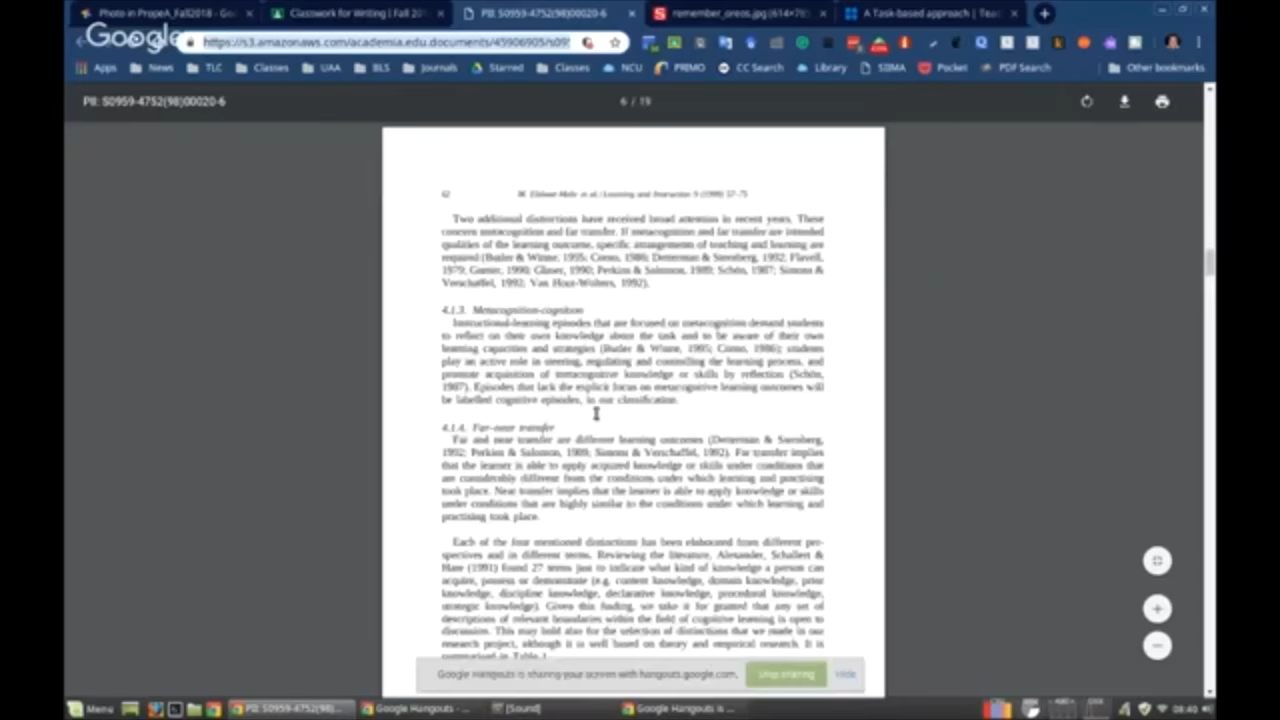 Photo in PropeA_Fall2018 - Go
Classwork for Writing I Fall 201
PII: S0959-4752(98)00020-6
remember_oreos.jpg (614×78
A Task-based approach | Teac
Google
https://s3.amazonaws.com/academia.edu.documents/45906905/s09
Apps News TLC Classes UAA BLS Journals Starred Classes NCU PRIMO CC Search Library Pocket PDF Search Other bookmarks
PII: S0959-4752(98)00020-6
6 / 19
62 et al./Learning and Instruction 9 (1999) 57–75
Two additional distortions have received broad attention in recent years. These
concern metacognition and far transfer. If metacognition and far transfer are intended
qualities of the learning outcome, specific arrangements of teaching and learning are
required (Butler & Winne, 1995; Corno, 1986; Detterman & Sternberg, 1992; Flavell,
1979; Garner, 1990; Glaser, 1990; Perkins & Salomon, 1989; Schön, 1987; Simons &
Verschaffel, 1992; Van Hout-Wolters, 1992).
4.1.3. Metacognition-cognition
Instructional-learning episodes that are focused on metacognition demand students
to reflect on their own knowledge about the task and to be aware of their own
learning capacities and strategies (Butler & Winne, 1995; Corno, 1986); students
play an active role in steering, regulating and controlling the learning process, and
promote acquisition of metacognitive knowledge or skills by reflection (Schön,
1987). Episodes that lack the explicit focus on metacognitive learning outcomes will
be labelled cognitive episodes, in our classification.
4.1.4. Far-near transfer
Far and near transfer are different learning outcomes (Detterman & Sternberg,
1992; Perkins & Salomon, 1989; Simons & Verschaffel, 1992). Far transfer implies
that the learner is able to apply acquired knowledge or skills under conditions that
are considerably different from the conditions under which learning and practising
took place. Near transfer implies that the learner is able to apply knowledge or skills
under conditions that are highly similar to the conditions under which learning and
practising took place.
Each of the four mentioned distinctions has been elaborated from different per-
spectives and in different terms. Reviewing the literature, Alexander, Schallert &
Hare (1991) found 27 terms just to indicate what kind of knowledge a person can
acquire, possess or demonstrate (e.g. content knowledge, domain knowledge, prior
knowledge, discipline knowledge, declarative knowledge, procedural knowledge,
strategic knowledge). Given this finding, we take it for granted that any set of
descriptions of relevant boundaries within the field of cognitive learning is open to
discussion. This may hold also for the selection of distinctions that we made in our
research project, although it is well based on theory and empirical research. It is
summarised in Table 1
Google Hangouts is sharing your screen with hangouts.google.com. Stop sharing Hide
Menu PII: S0959-4752(98)... Google Hangouts - ... [Sound] Google Hangouts is ... 08:40